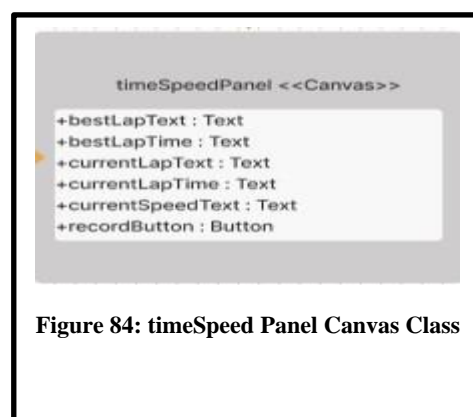 timeSpeedPanel <<Canvas>>
+bestLapText : Text
+bestLapTime : Text
+currentLapText : Text
+currentLapTime : Text
+currentSpeedText : Text
+recordButton : Button
Figure 84: timeSpeed Panel Canvas Class